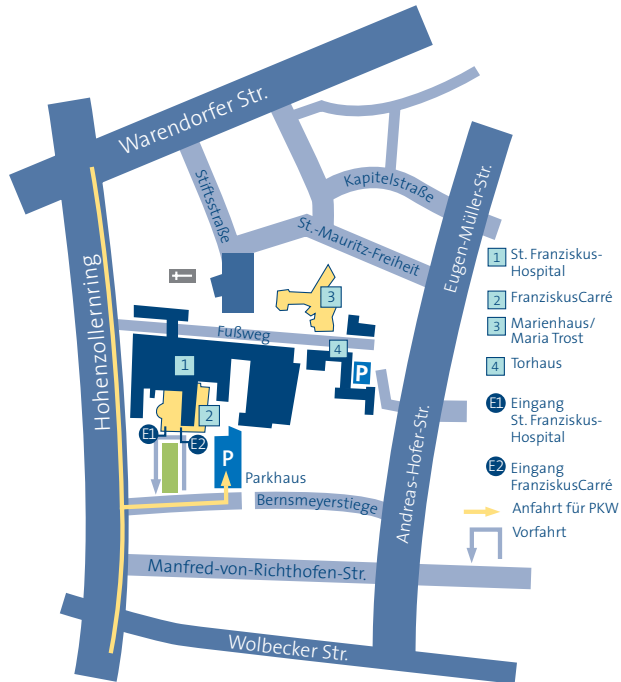 Warendorfer Str.
Stiftsstraße
Kapitelstraße
St.-Mauritz-Freiheit
Eugen-Müller-Str.
Hohenzollernring
3
Fußweg
4
1
P
2
E1
E2
P
Parkhaus
Bernsmeyerstiege
Andreas-Hofer-Str.
Manfred-von-Richthofen-Str.
Wolbecker Str.
1 St. Franziskus-
Hospital
2 FranziskusCarré
3 Marienhaus/
Maria Trost
4 Torhaus
E1 Eingang
St. Franziskus-
Hospital
E2 Eingang
FranziskusCarré
Anfahrt für PKW
Vorfahrt